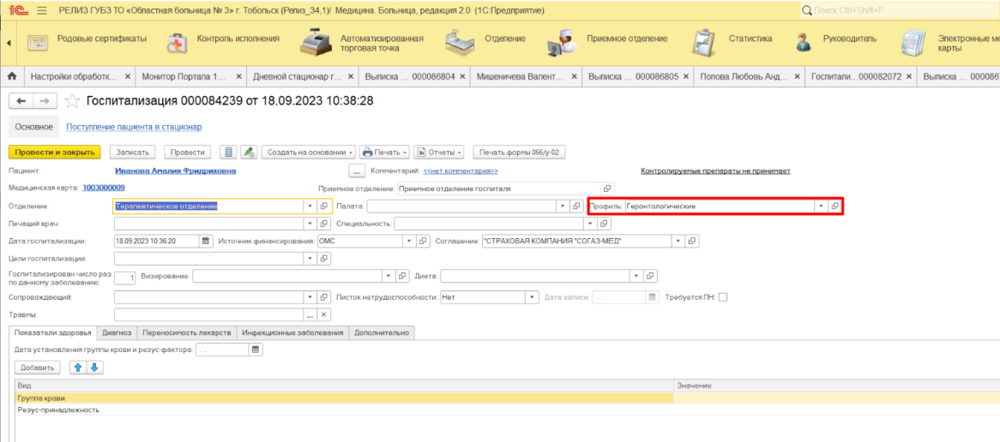 РЕЛИЗ ГУБЗ ТО «Областная больница № 3» г. Тобольск (Релиз_34,1)/ Медицина. Больница, редакция 2.0 (1С:Предприятие)
Поиск Ctrl+Shift+F
Родовые сертификаты
Контроль исполнения
Автоматизированная торговая точка
Отделение
Приемное отделение
Статистика
Руководитель
Электронные ме
карты
Настройки обработк... × Монитор Портала 1... × Дневной стационар г... × Выписка ... 000086804 × Мишеничева Валент... × Выписка ... 000086805 × Попова Любовь Анд... × Госпитали...000082072 × Выписка ... 00086
Госпитализация 000084239 от 18.09.2023 10:38:28
Основное Поступление пациента в стационар
Провести и закрыть Записать Провести Создать на основании Печать Отчеты Печать формы 066/у-02
Пациент: Иванова Амалия Фридриховна ... Комментарий: <<нет комментария>> Контролируемые препараты не принимает
Медицинская карта: 1003000009 Приемное отделение: Приемное отделение госпиталя
Отделение: Терапевтическое отделение Палата: Профиль: Геронтологические
Лечащий врач: Специальность:
Дата госпитализации: 18.09.2023 10:36:20 Источник финансирования: ОМС Соглашение: "СТРАХОВАЯ КОМПАНИЯ "СОГАЗ-МЕД"
Цели госпитализации:
Госпитализирован число раз
по данному заболеванию: 1 Визирование: Диета:
Сопровождающий: Листок нетрудоспособности: Нет Дата записи: . . Требуется ЛН:
Травмы: ... ×
Показатели здоровья Диагноз Переносимость лекарств Инфекционные заболевания Дополнительно
Дата установления группы крови и резус-фактора: . .
Добавить
Вид Значение
Группа крови
Резус-принадлежность